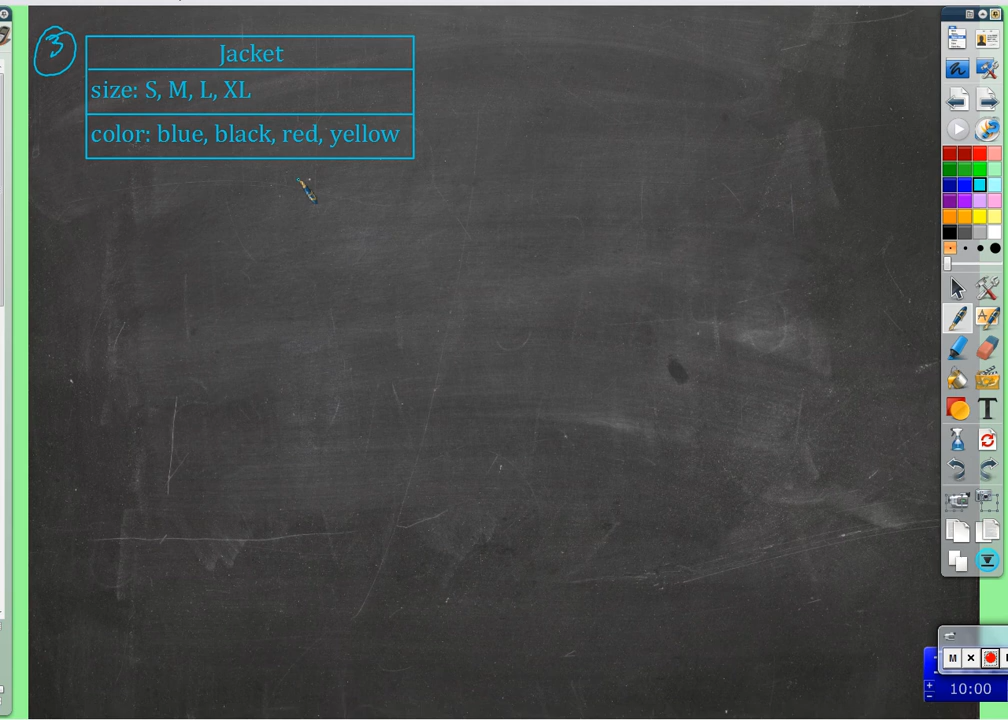 3
Jacket
size: S, M, L, XL
color: blue, black, red, yellow
M
10:00